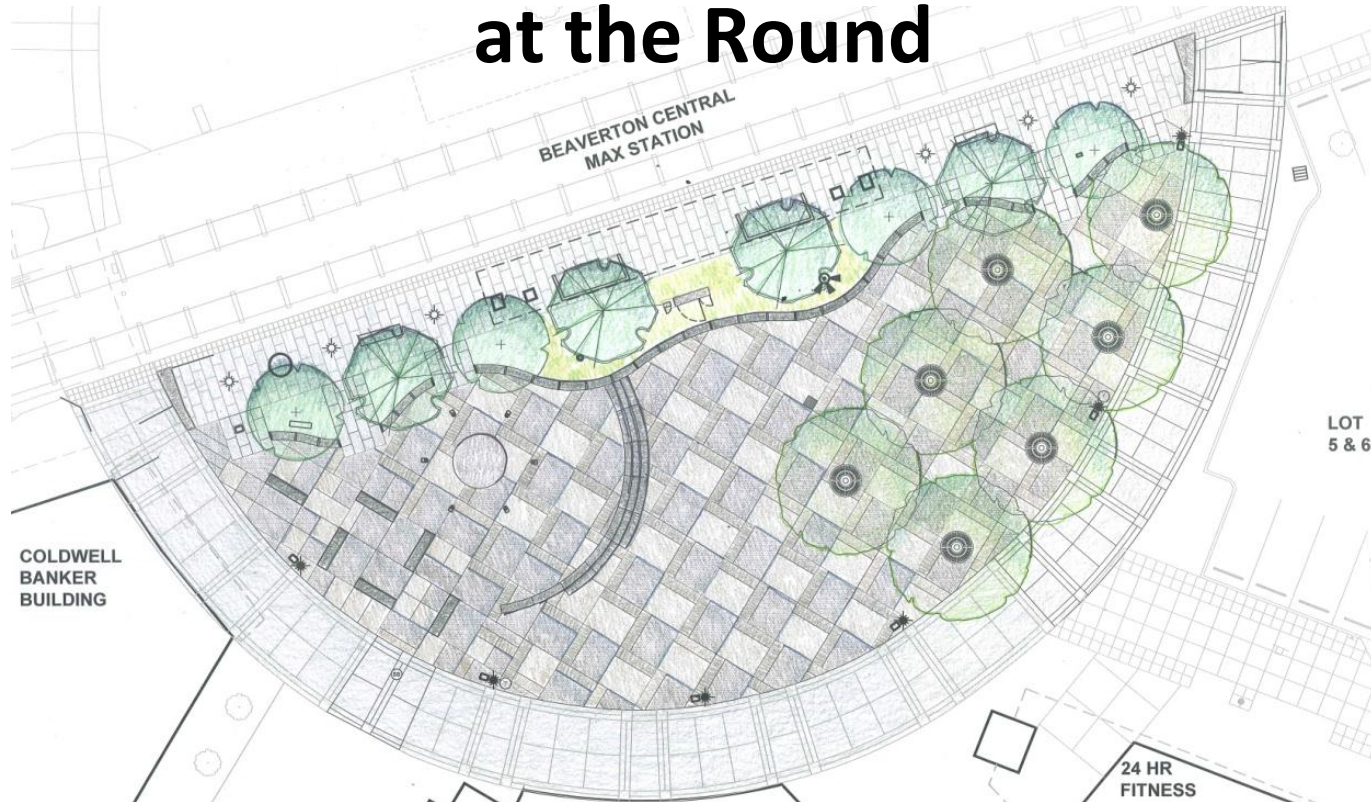 at the Round
BEAVERTON CENTRAL
MAX STATION
LOT
5 & 6
COLDWELL
BANKER
BUILDING
24 HR
FITNESS